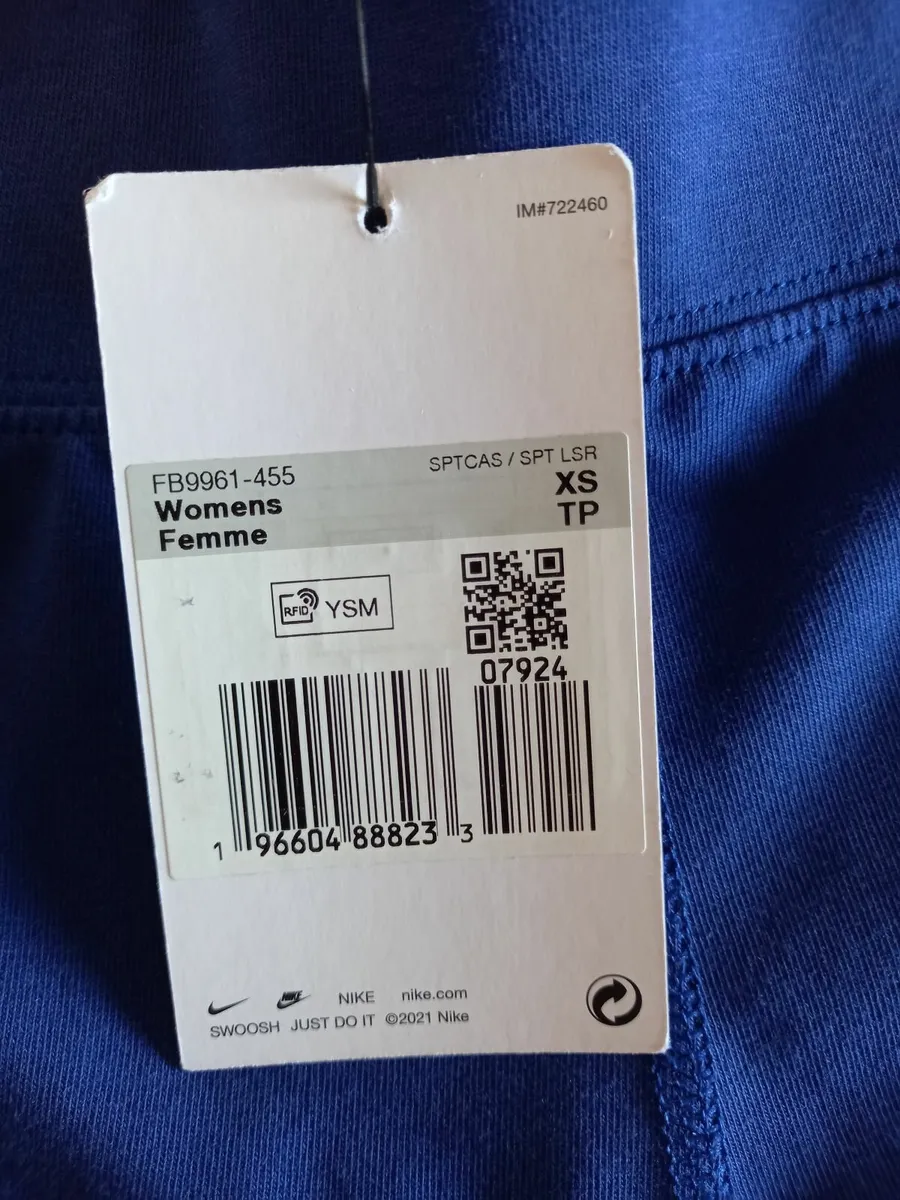 IM#722460
FB9961-455
SPTCAS / SPT LSR
Womens
XS
Femme
TP
RFID YSM
07924
1 96604 88823 3
NIKE
NIKE nike.com
SWOOSH JUST DO IT ©2021 Nike